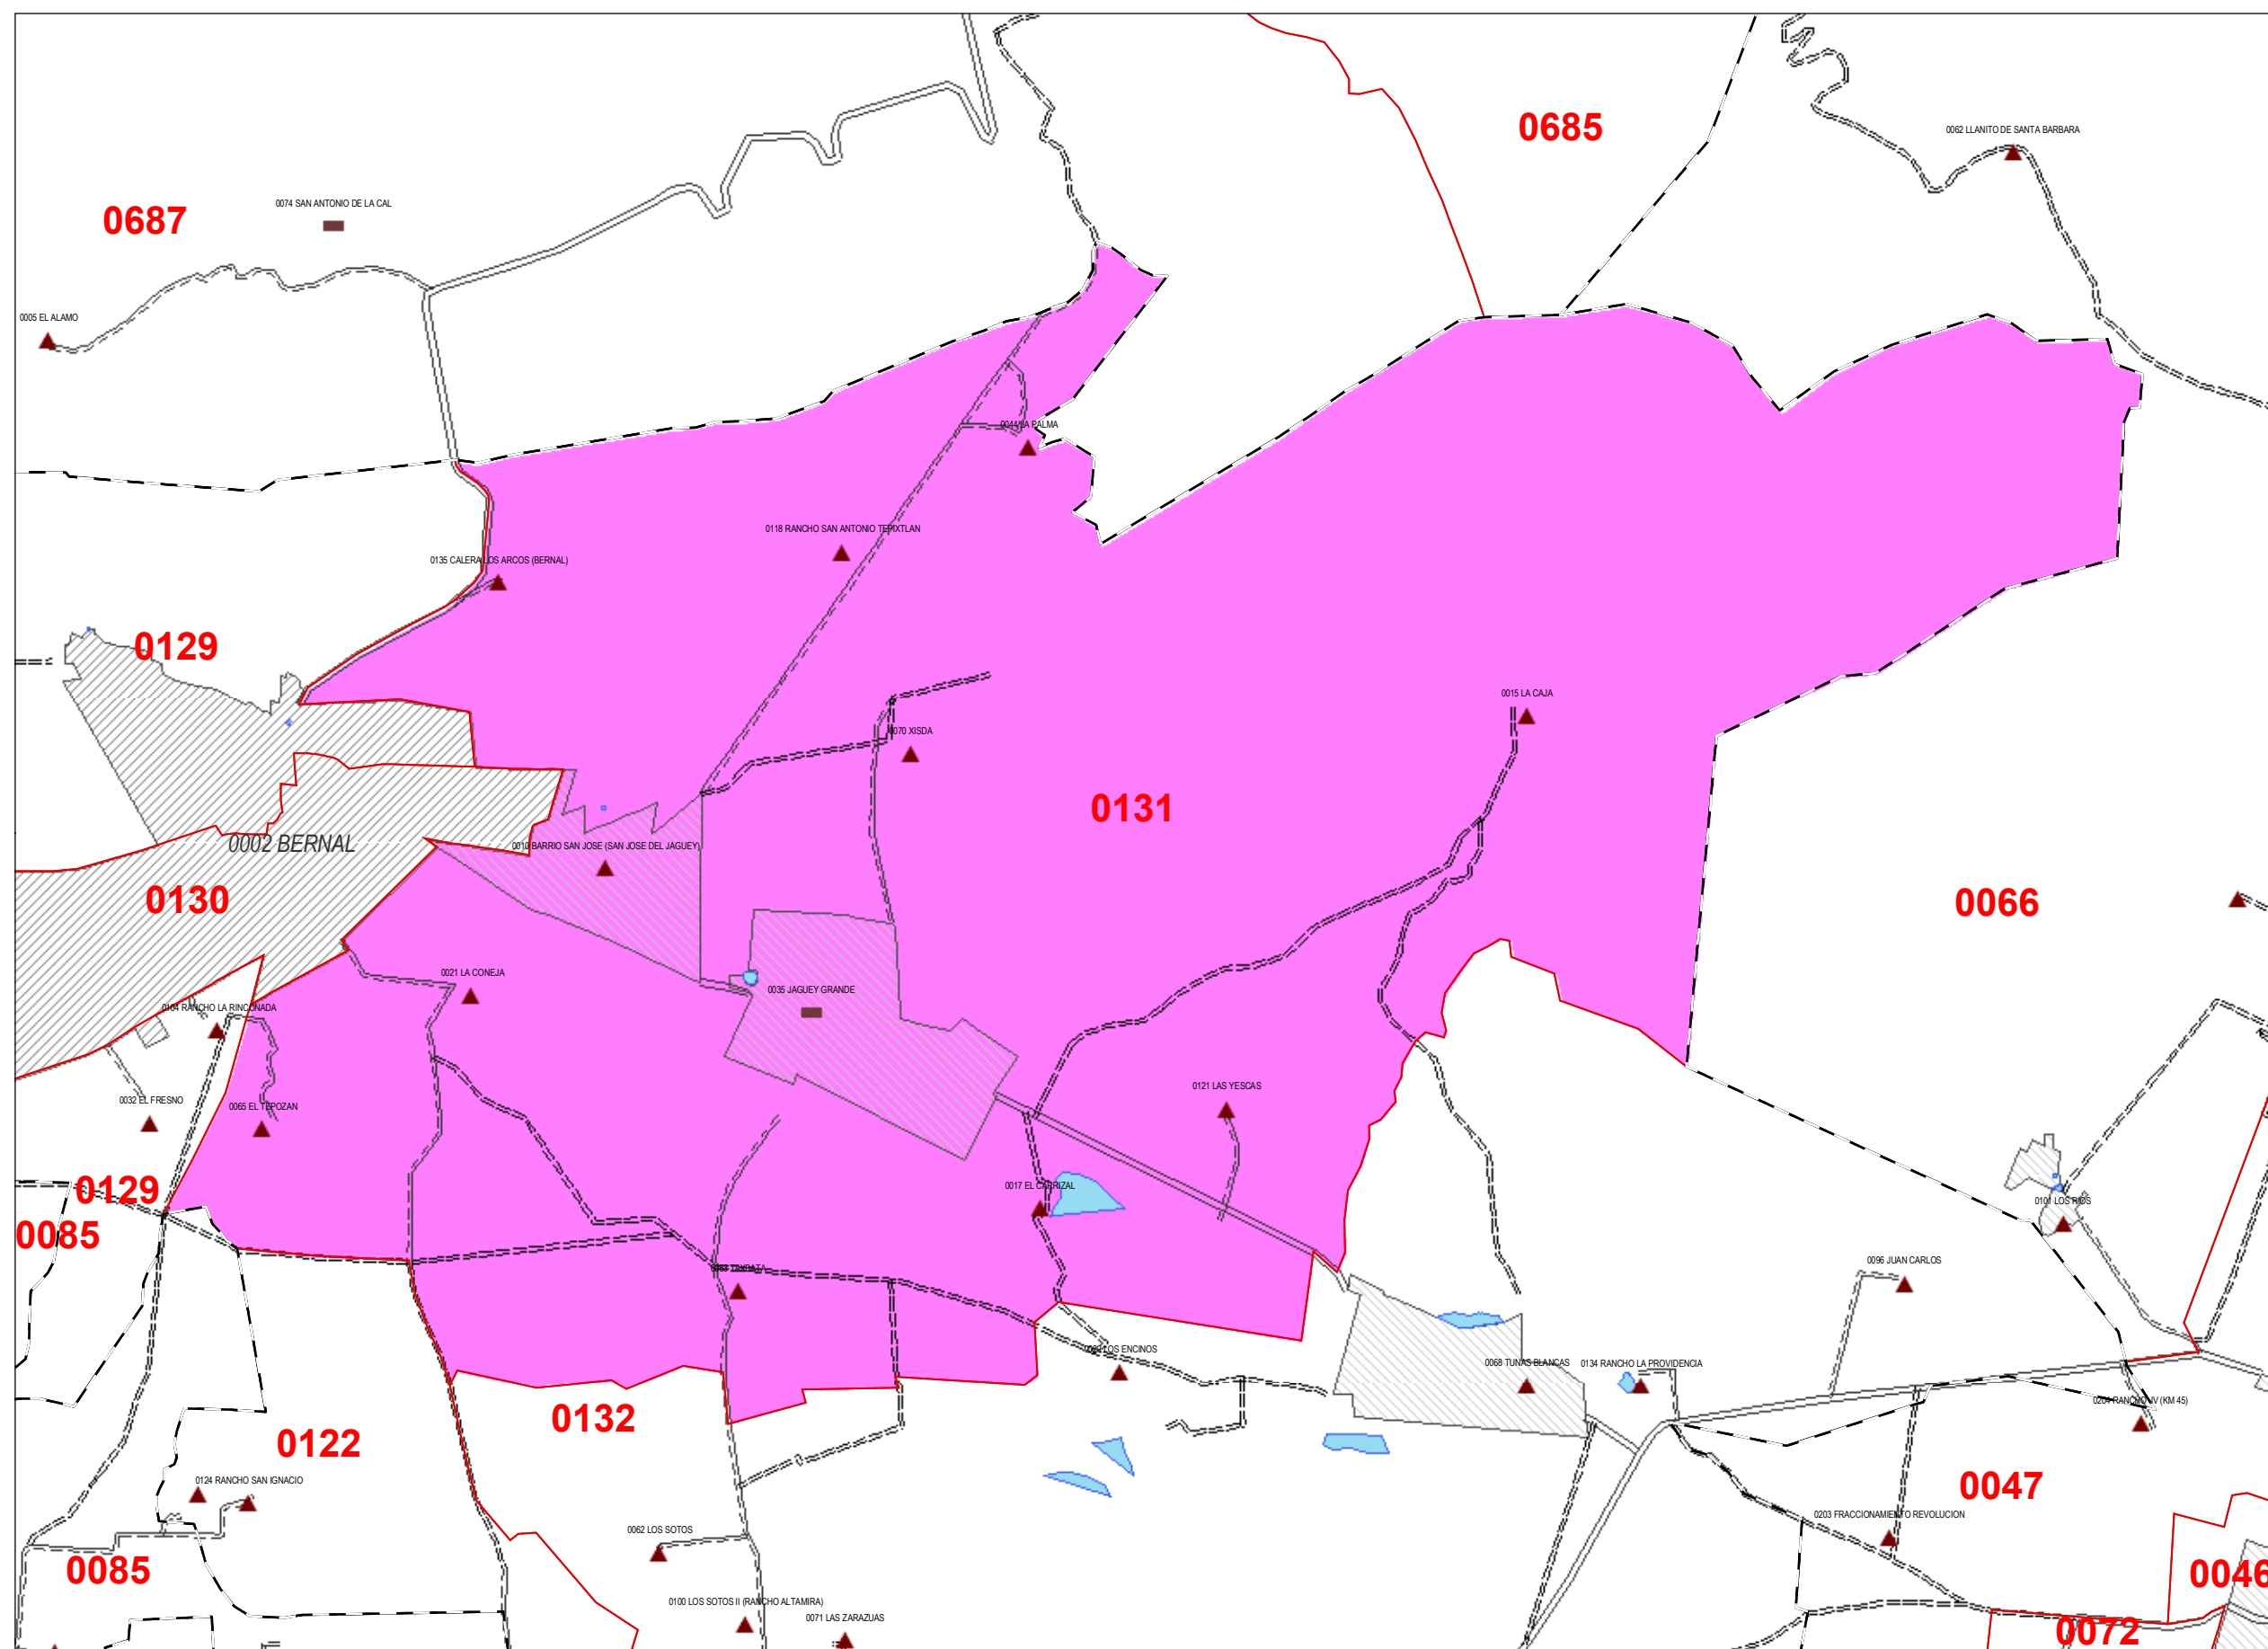 0685
0062 LLANITO DE SANTA BARBARA
0687
0074 SAN ANTONIO DE LA CAL
0005 EL ALAMO
0044 LA PALMA
0118 RANCHO SAN ANTONIO TEPIXTLAN
0135 CALERA LOS ARCOS (BERNAL)
0129
0015 LA CAJA
0070 XISDA
0131
0002 BERNAL
0010 BARRIO SAN JOSE (SAN JOSE DEL JAGUEY)
0130
0066
0021 LA CONEJA
0035 JAGUEY GRANDE
0104 RANCHO LA RINCONADA
0121 LAS YESCAS
0032 EL FRESNO
0065 EL TEPOZAN
0129
0017 EL CARRIZAL
0101 LOS RIOS
0085
0096 JUAN CARLOS
LOS ENCINOS
0068 TUNAS BLANCAS
0134 RANCHO LA PROVIDENCIA
0132
0204 RANCHO IV (KM 45)
0122
0124 RANCHO SAN IGNACIO
0047
0203 FRACCIONAMIENTO REVOLUCION
0062 LOS SOTOS
0085
0046
0100 LOS SOTOS II (RANCHO ALTAMIRA)
0071 LAS ZARAZUAS
0072